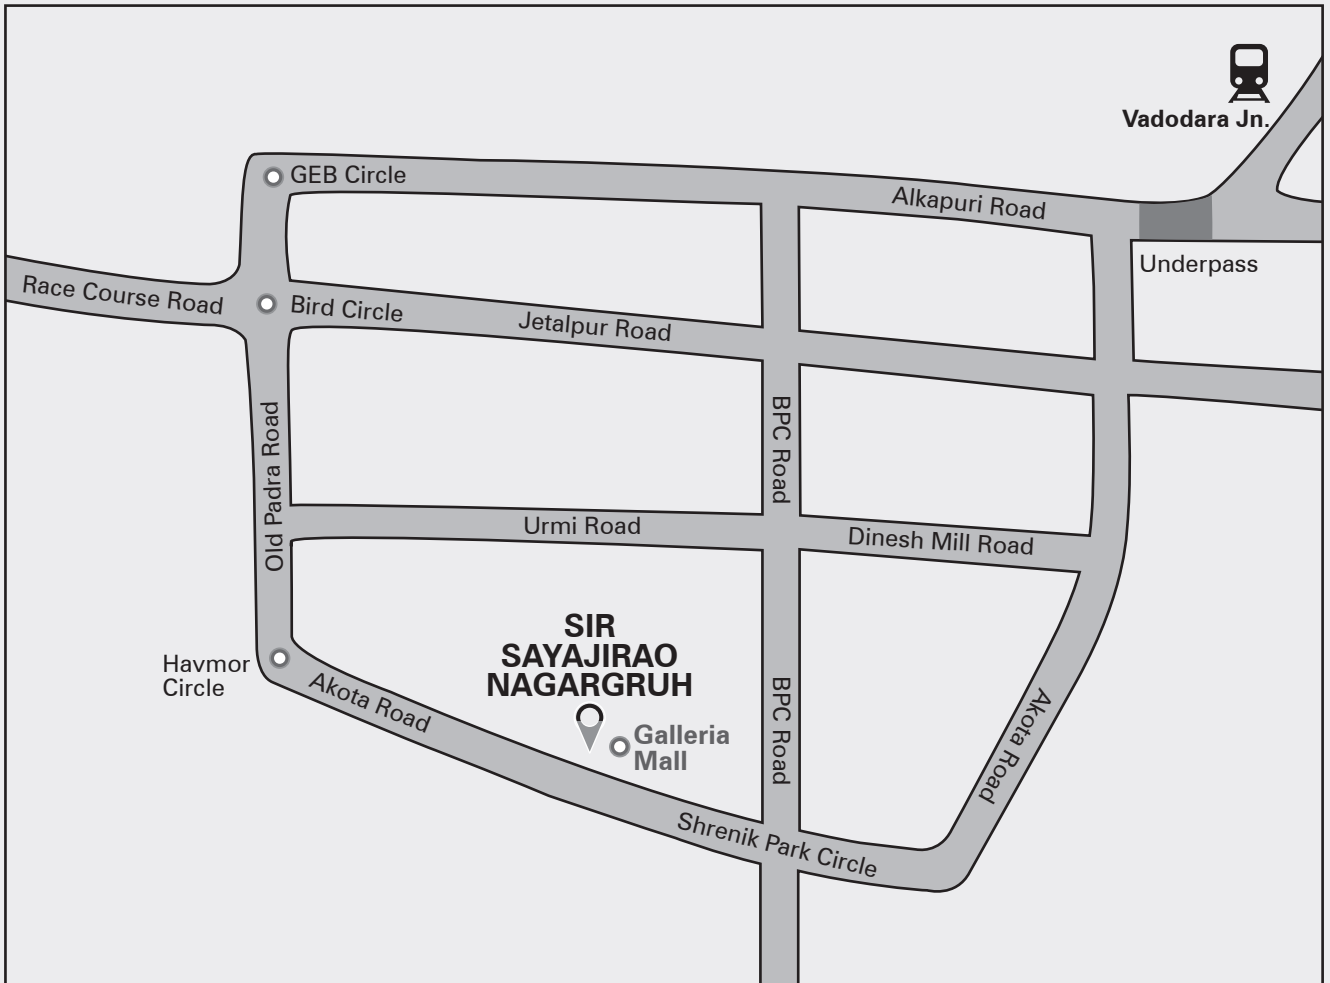 Vadodara Jn.
GEB Circle
Alkapuri Road
Underpass
Race Course Road
Bird Circle
Jetalpur Road
Old Padra Road
BPC Road
Urmi Road
Dinesh Mill Road
SIR
SAYAJIRAO
NAGARGRUH
Havmor
Circle
Akota Road
Galleria
Mall
BPC Road
Akota Road
Shrenik Park Circle